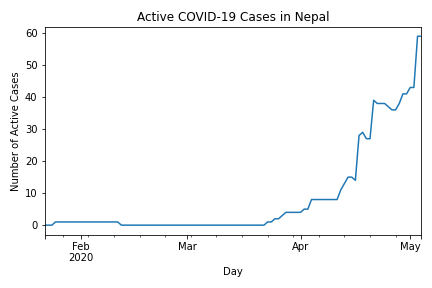 Active COVID-19 Cases in Nepal
60
50
40
30
20
10
0
Number of Active Cases
Feb
2020
Mar
Apr
May
Day